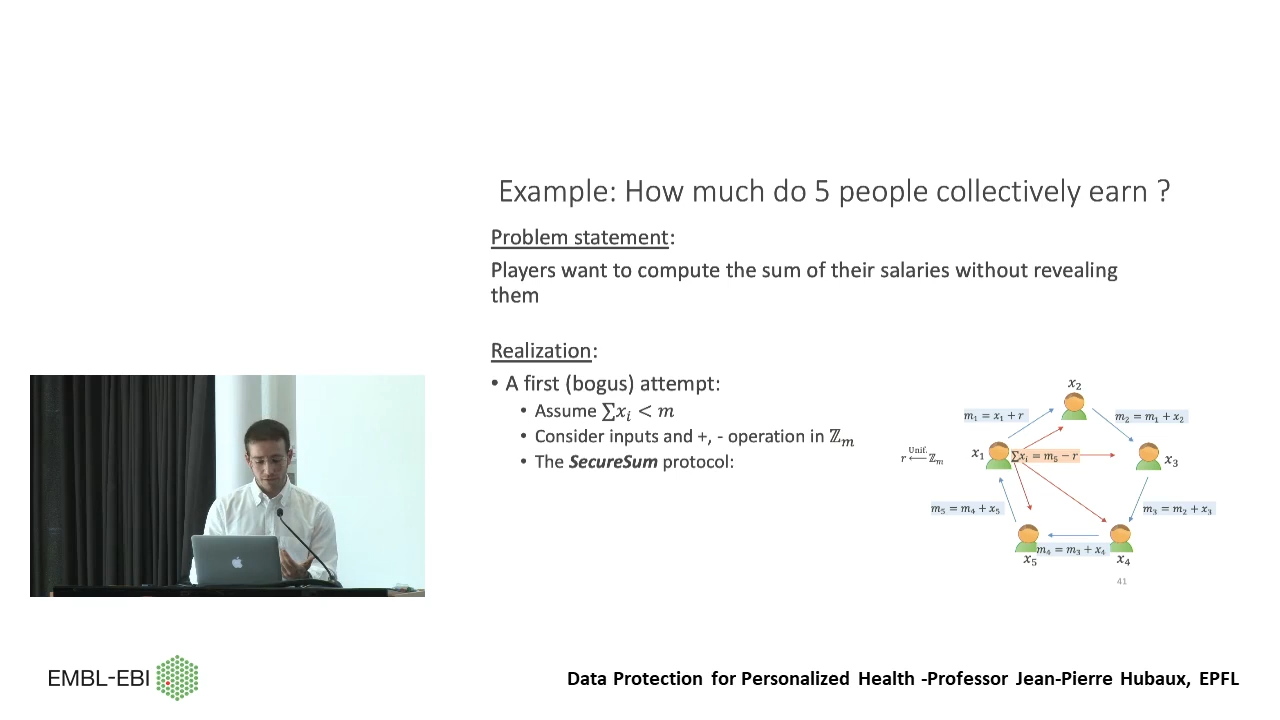 Example: How much do 5 people collectively earn ?
Problem statement:
Players want to compute the sum of their salaries without revealing
them
Realization:
• A first (bogus) attempt:
• Assume ∑xᵢ < m
• Consider inputs and +, - operation in ℤₘ
• The SecureSum protocol:
x₂
m₁ = x₁ + r
m₂ = m₁ + x₂
r ⟵ Unif. ℤₘ
x₁
∑xᵢ = m₅ − r
x₃
m₅ = m₄ + x₅
m₃ = m₂ + x₃
m₄ = m₃ + x₄
x₅
x₄
41
EMBL-EBI
Data Protection for Personalized Health -Professor Jean-Pierre Hubaux, EPFL